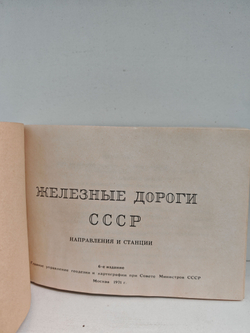 ЖЕЛЕЗНЫЕ ДОРОГИ
СССР
НАПРАВЛЕНИЯ И СТАНЦИИ
издание
Главное управление геодезии и картографии при Совете Министров СССР
Москва